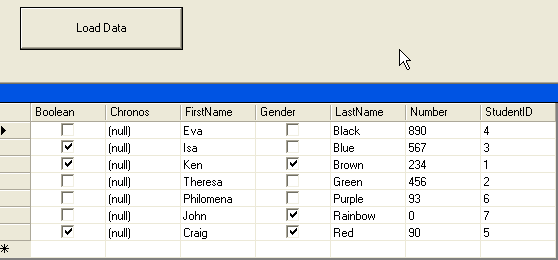 Load Data
Boolean Chronos FirstName Gender LastName Number StudentID
(null) Eva Black 890 4
(null) Isa Blue 567 3
(null) Ken Brown 234 1
(null) Theresa Green 456 2
(null) Philomena Purple 93 6
(null) John Rainbow 0 7
(null) Craig Red 90 5